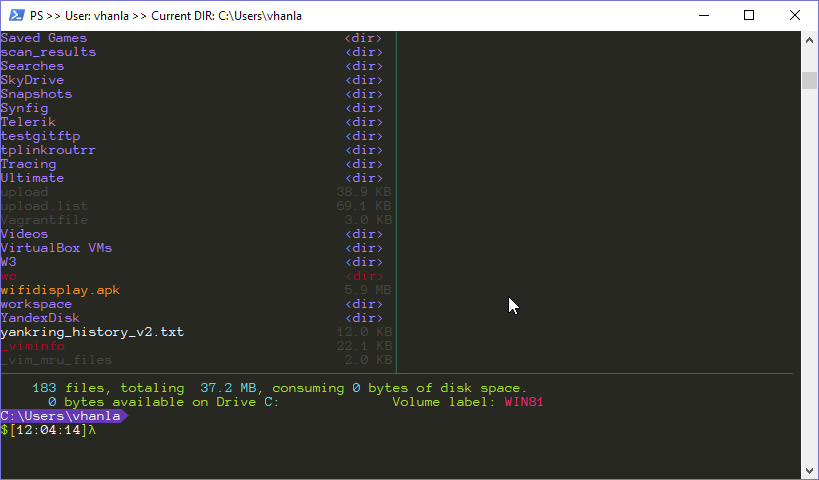 PS >> User: vhanla >> Current DIR: C:\Users\vhanla
Saved Games <dir>
scan_results <dir>
Searches <dir>
SkyDrive <dir>
Snapshots <dir>
Synfig <dir>
Telerik <dir>
testgitftp <dir>
tplinkroutrr <dir>
Tracing <dir>
Ultimate <dir>
upload 38.9 KB
upload.list 69.1 KB
Vagrantfile 3.0 KB
Videos <dir>
VirtualBox VMs <dir>
W3 <dir>
wc <dir>
wifidisplay.apk 5.9 MB
workspace <dir>
YandexDisk <dir>
yankring_history_v2.txt 12.0 KB
_viminfo 22.1 KB
_vim_mru_files 2.0 KB
183 files, totaling 37.2 MB, consuming 0 bytes of disk space.
0 bytes available on Drive C: Volume label: WIN81
C:\Users\vhanla
$[12:04:14]λ